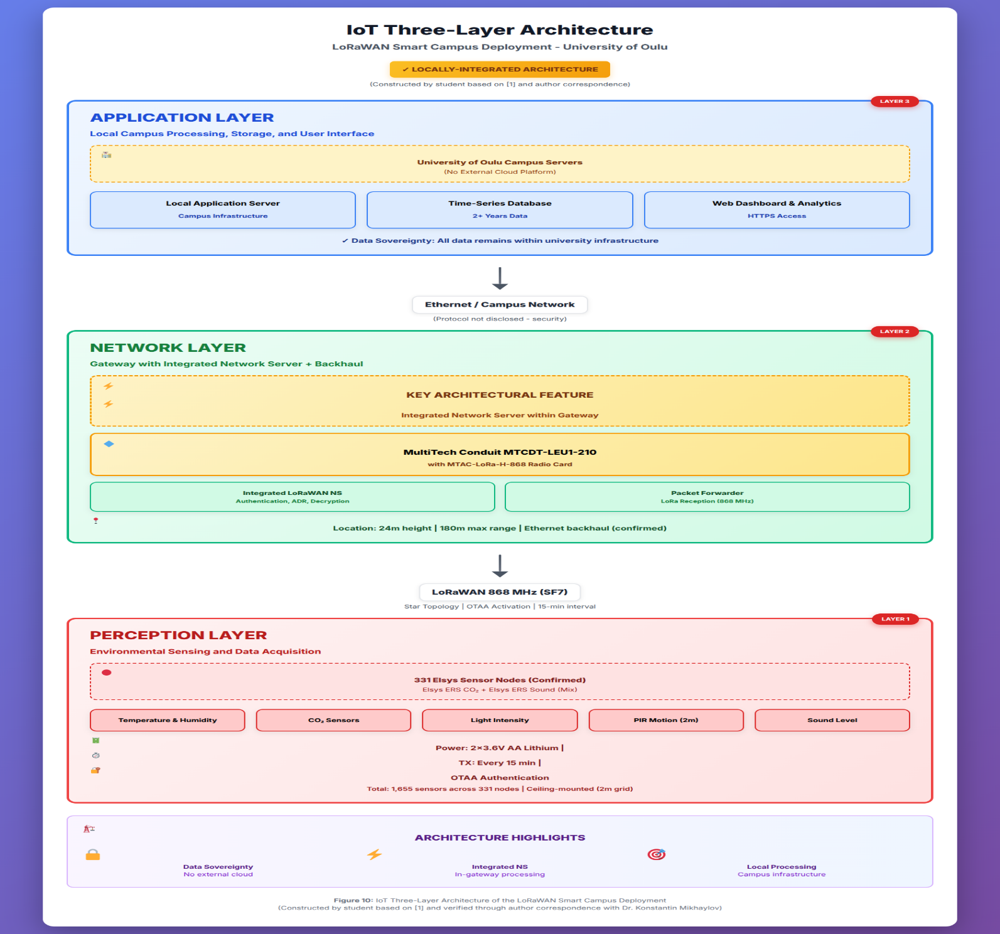 IoT Three-Layer Architecture
LoRaWAN Smart Campus Deployment - University of Oulu
✓ LOCALLY-INTEGRATED ARCHITECTURE
(Constructed by student based on [1] and author correspondence)
LAYER 3
APPLICATION LAYER
Local Campus Processing, Storage, and User Interface
University of Oulu Campus Servers
(No External Cloud Platform)
Local Application Server
Campus Infrastructure
Time-Series Database
2+ Years Data
Web Dashboard & Analytics
HTTPS Access
✓ Data Sovereignty: All data remains within university infrastructure
Ethernet / Campus Network
(Protocol not disclosed - security)
LAYER 2
NETWORK LAYER
Gateway with Integrated Network Server + Backhaul
KEY ARCHITECTURAL FEATURE
Integrated Network Server within Gateway
MultiTech Conduit MTCDT-LEU1-210
with MTAC-LoRa-H-868 Radio Card
Integrated LoRaWAN NS
Authentication, ADR, Decryption
Packet Forwarder
LoRa Reception (868 MHz)
Location: 24m height | 180m max range | Ethernet backhaul (confirmed)
LoRaWAN 868 MHz (SF7)
Star Topology | OTAA Activation | 15-min interval
LAYER 1
PERCEPTION LAYER
Environmental Sensing and Data Acquisition
331 Elsys Sensor Nodes (Confirmed)
Elsys ERS CO₂ + Elsys ERS Sound (Mix)
Temperature & Humidity
CO₂ Sensors
Light Intensity
PIR Motion (2m)
Sound Level
Power: 2×3.6V AA Lithium |
TX: Every 15 min |
OTAA Authentication
Total: 1,655 sensors across 331 nodes | Ceiling-mounted (2m grid)
ARCHITECTURE HIGHLIGHTS
Data Sovereignty
No external cloud
Integrated NS
In-gateway processing
Local Processing
Campus infrastructure
Figure 10: IoT Three-Layer Architecture of the LoRaWAN Smart Campus Deployment
(Constructed by student based on [1] and verified through author correspondence with Dr. Konstantin Mikhaylov)